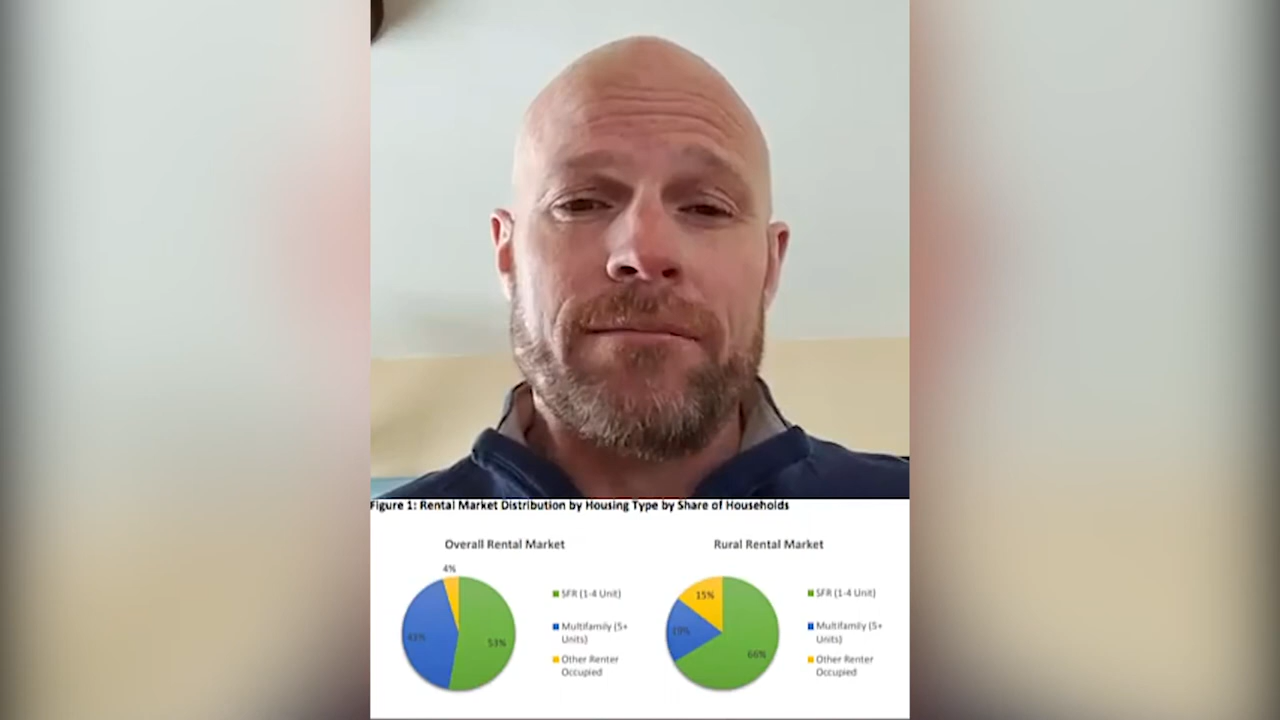 Figure 1: Rental Market Distribution by Housing Type by Share of Households
Overall Rental Market
4%
43%
53%
SFR (1-4 Unit)
Multifamily (5+
Units)
Other Renter
Occupied
Rural Rental Market
15%
19%
66%
SFR (1-4 Unit)
Multifamily (5+
Units)
Other Renter
Occupied